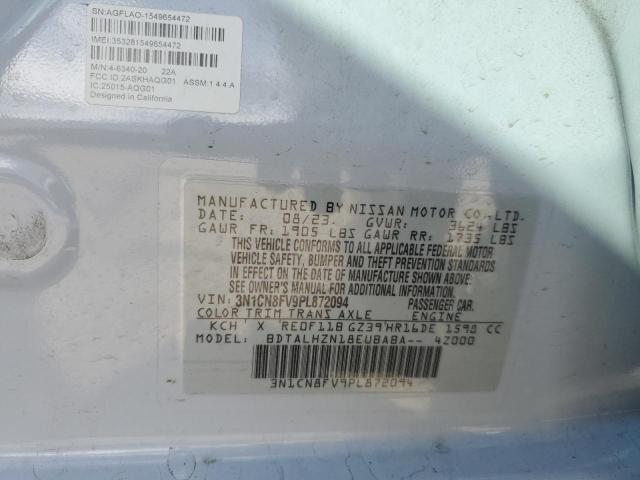 SN:AGFLAO-1549654472
IMEI:353281549654472
M/N:4-6340-20 22A
FCC ID:2ASKHAQG01 ASSM:1.4.4.A
IC:25015-AQG01
Designed in California
MANUFACTURED BY NISSAN MOTOR CO.,LTD.
DATE: 08/23. GVWR: 3624 LBS
GAWR FR: 1905 LBS GAWR RR: 1735 LBS
THIS VEHICLE CONFORMS TO ALL APPLICABLE FEDERAL MOTOR
VEHICLE SAFETY, BUMPER AND THEFT PREVENTION STANDARDS
IN EFFECT ON THE DATE OF MANUFACTURE SHOWN ABOVE.
SEE OWNER'S MANUAL FOR ADDITIONAL INFORMATION
VIN: 3N1CN8FV9PL872094 PASSENGER CAR.
COLOR TRIM TRANS AXLE ENGINE
KCH X RE0F11B GZ39 HR16DE 1598 CC
MODEL: BDTALHZN18EUBABA-- 4Z000
3N1CN8FV9PL872094